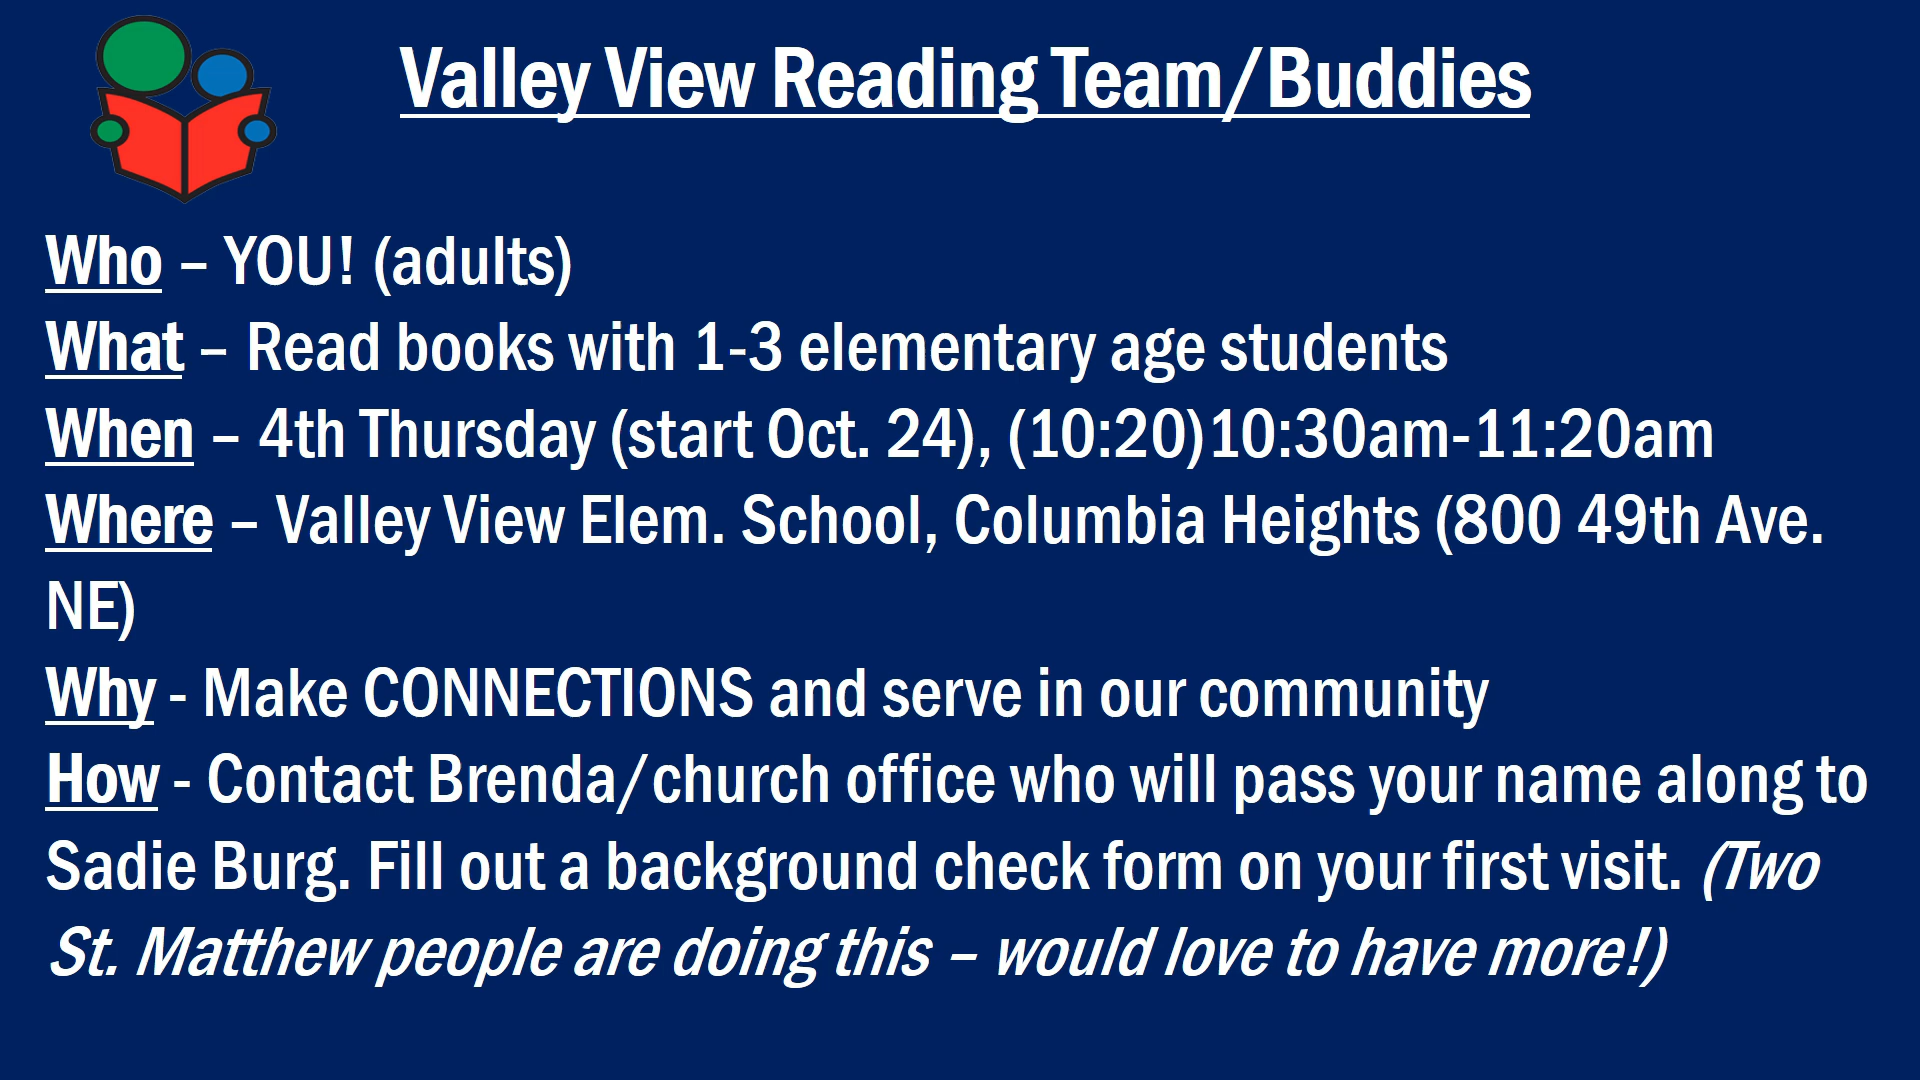 Valley View Reading Team/Buddies
Who – YOU! (adults)
What – Read books with 1-3 elementary age students
When – 4th Thursday (start Oct. 24), (10:20)10:30am-11:20am
Where – Valley View Elem. School, Columbia Heights (800 49th Ave.
NE)
Why - Make CONNECTIONS and serve in our community
How - Contact Brenda/church office who will pass your name along to
Sadie Burg. Fill out a background check form on your first visit. (Two
St. Matthew people are doing this – would love to have more!)